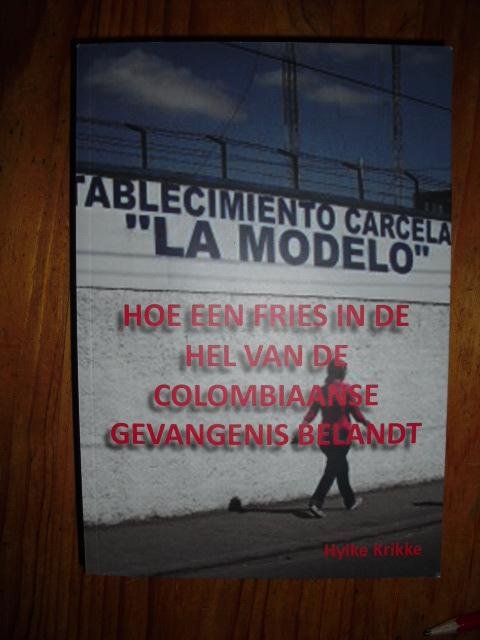 TABLECIMIENTO CARCELA
"LA MODELO"
HOE EEN FRIES IN DE
HEL VAN DE
COLOMBIAANSE
GEVANGENIS BELANDT
Hylke Krikke